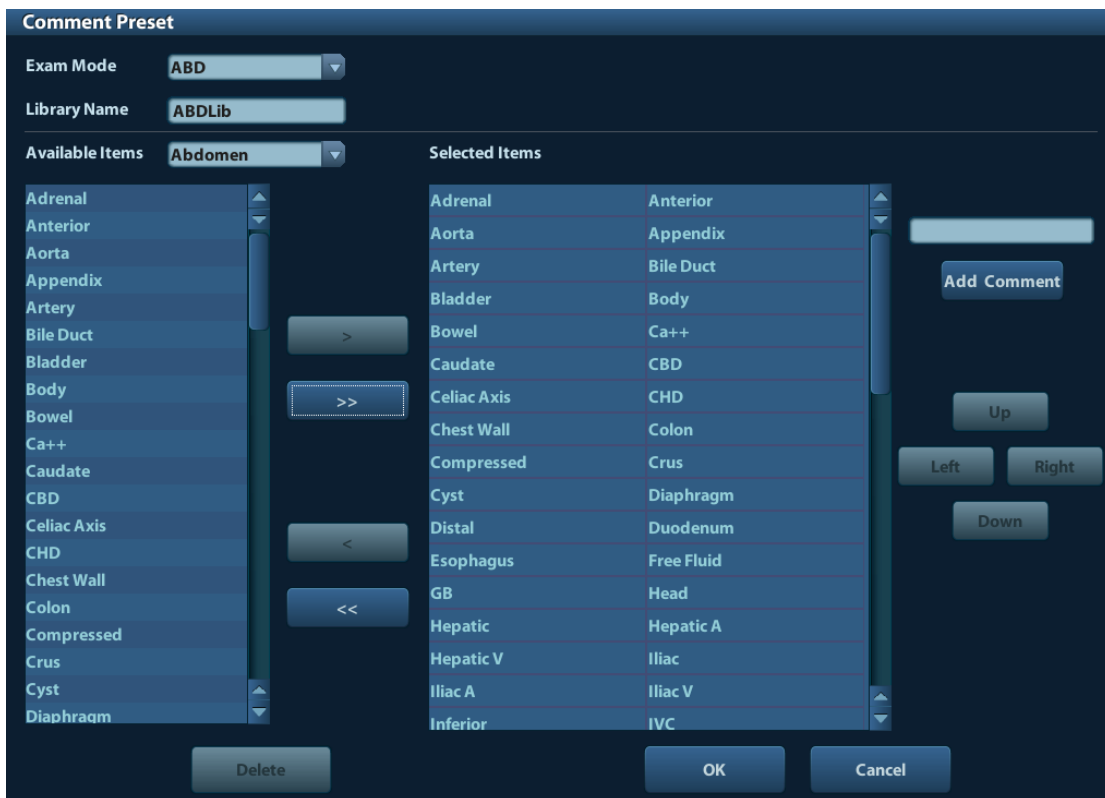 Comment Preset
Exam Mode ABD
Library Name ABDLib
Available Items Abdomen Selected Items
Adrenal
Anterior
Aorta
Appendix
Artery
Bile Duct
Bladder
Body
Bowel
Ca++
Caudate
CBD
Celiac Axis
CHD
Chest Wall
Colon
Compressed
Crus
Cyst
Diaphragm
>
>>
<
<<
Adrenal Anterior
Aorta Appendix
Artery Bile Duct
Bladder Body
Bowel Ca++
Caudate CBD
Celiac Axis CHD
Chest Wall Colon
Compressed Crus
Cyst Diaphragm
Distal Duodenum
Esophagus Free Fluid
GB Head
Hepatic Hepatic A
Hepatic V Iliac
Iliac A Iliac V
Inferior IVC
Add Comment
Up
Left Right
Down
Delete OK Cancel